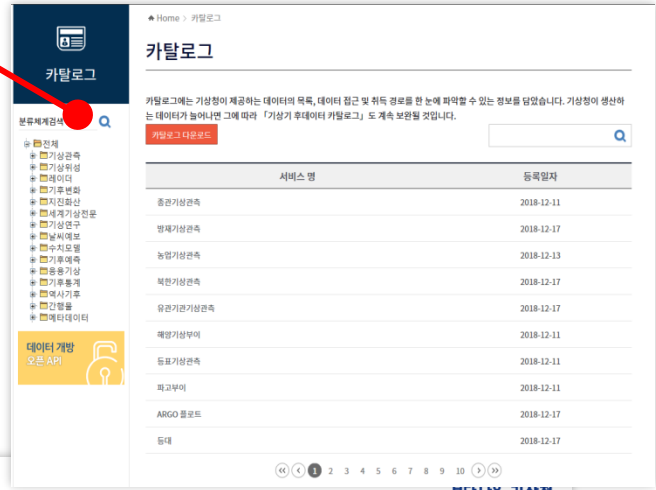 Home > 카탈로그
카탈로그
카탈로그
카탈로그에는 기상청이 제공하는 데이터의 목록, 데이터 접근 및 취득 경로를 한 눈에 파악할 수 있는 정보를 담았습니다. 기상청이 생산하
는 데이터가 늘어나면 그에 따라 「기상기 후데이터 카탈로그」도 계속 보완될 것입니다.
카탈로그 다운로드
분류체계검색
전체
기상관측
기상위성
레이더
기후변화
지진화산
세계기상전문
기상연구
날씨예보
수치모델
기후예측
응용기상
기후통계
역사기후
간행물
메타데이터
데이터 개방
오픈 API
서비스 명 등록일자
종관기상관측 2018-12-11
방재기상관측 2018-12-17
농업기상관측 2018-12-13
북한기상관측 2018-12-17
유관기관기상관측 2018-12-17
해양기상부이 2018-12-11
등표기상관측 2018-12-11
파고부이 2018-12-11
ARGO 플로트 2018-12-17
등대 2018-12-17
1 2 3 4 5 6 7 8 9 10